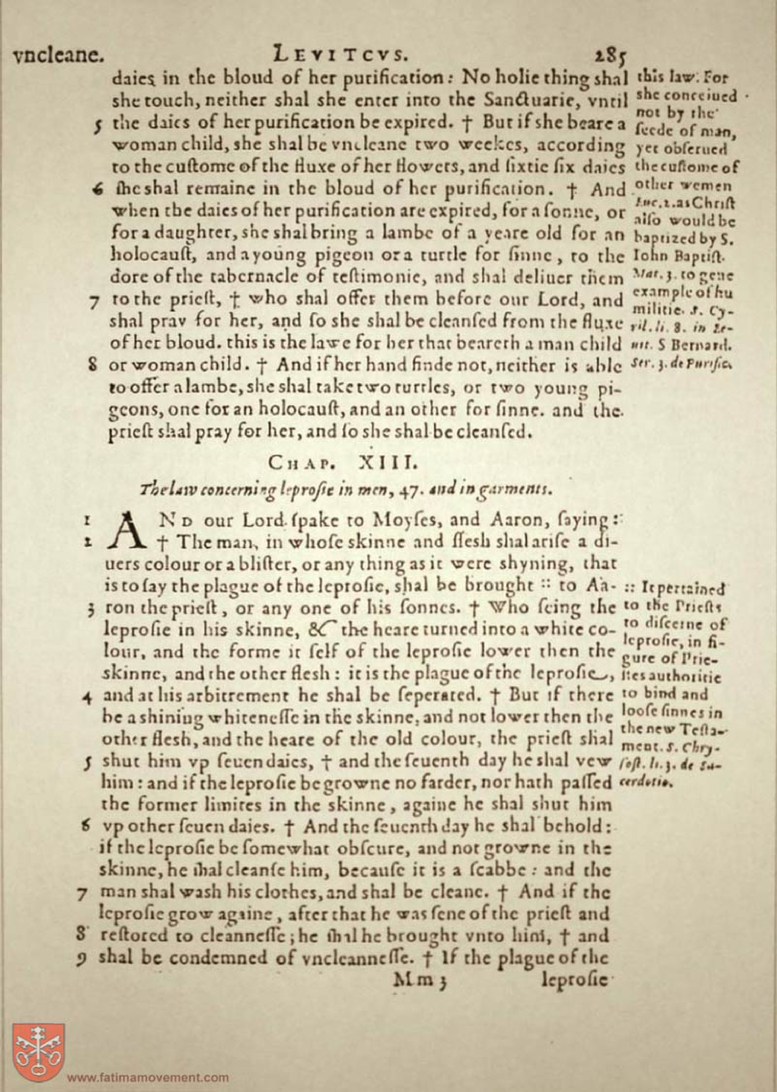 vncleane. LEVITCVS. 285
daies in the bloud of her purification: No holie thing shal
she touch, neither shal she enter into the Sanctuarie, vntil
5 the daies of her purification be expired. † But if she beare a
woman child, she shal be vncleane two weekes, according
to the custome of the fluxe of her flowers, and sixtie six daies
6 she shal remaine in the bloud of her purification. † And
when the daies of her purification are expired, for a sonne, or
for a daughter, she shal bring a lambe of a yeare old for an
holocaust, and a young pigeon or a turtle for sinne, to the
dore of the tabernacle of testimonie, and shal deliuer them
7 to the priest, † who shal offer them before our Lord, and
shal pray for her, and so she shal be cleansed from the fluxe
of her bloud. this is the lawe for her that beareth a man child
8 or woman child. † And if her hand finde not, neither is able
to offer a lambe, she shal take two turtles, or two young pi-
geons, one for an holocaust, and an other for sinne. and the
priest shal pray for her, and so she shal be cleansed.
this law. For
she conceiued
not by the
seede of man,
yet obserued
the custome of
other wemen
Luc. 2. as Christ
also would be
baptized by S.
Iohn Baptist.
Mat. 3. to geue
example of hu
militie. S. Cy-
ril. li. 8. in Le-
uit. S Bernard.
Ser. 3. de Purific.
CHAP. XIII.
The law concerning leprosie in men, 47. and in garments.
1 AND our Lord spake to Moyses, and Aaron, saying:
2 † The man, in whose skinne and flesh shal arise a di-
uers colour or a blister, or any thing as it were shyning, that
is to say the plague of the leprosie, shal be brought :: to Aa-
3 ron the priest, or any one of his sonnes. † Who seing the
leprosie in his skinne, & the heare turned into a white co-
lour, and the forme it self of the leprosie lower then the
skinne, and the other flesh: it is the plague of the leprosie,
4 and at his arbitrement he shal be seperated. † But if there
be a shining whitenesse in the skinne, and not lower then the
other flesh, and the heare of the old colour, the priest shal
5 shut him vp seuen daies, † and the seuenth day he shal vew
him: and if the leprosie be growne no farder, nor hath passed
the former limites in the skinne, againe he shal shut him
6 vp other seuen daies. † And the seuenth day he shal behold:
if the leprosie be somewhat obscure, and not growne in the
skinne, he shal cleanse him, because it is a scabbe: and the
7 man shal wash his clothes, and shal be cleane. † And if the
leprosie grow againe, after that he was sene of the priest and
8 restored to cleannesse; he shal be brought vnto him, † and
9 shal be condemned of vncleannesse. † If the plague of the
:: It pertained
to the Priests
to discerne of
leprosie, in fi-
gure of Prie-
stes authoritie
to bind and
loose sinnes in
the new Testa-
ment. S. Chry-
sost. li. 3. de Sa-
cerdotio.
Mm 3 leprosie
www.fatimamovement.com